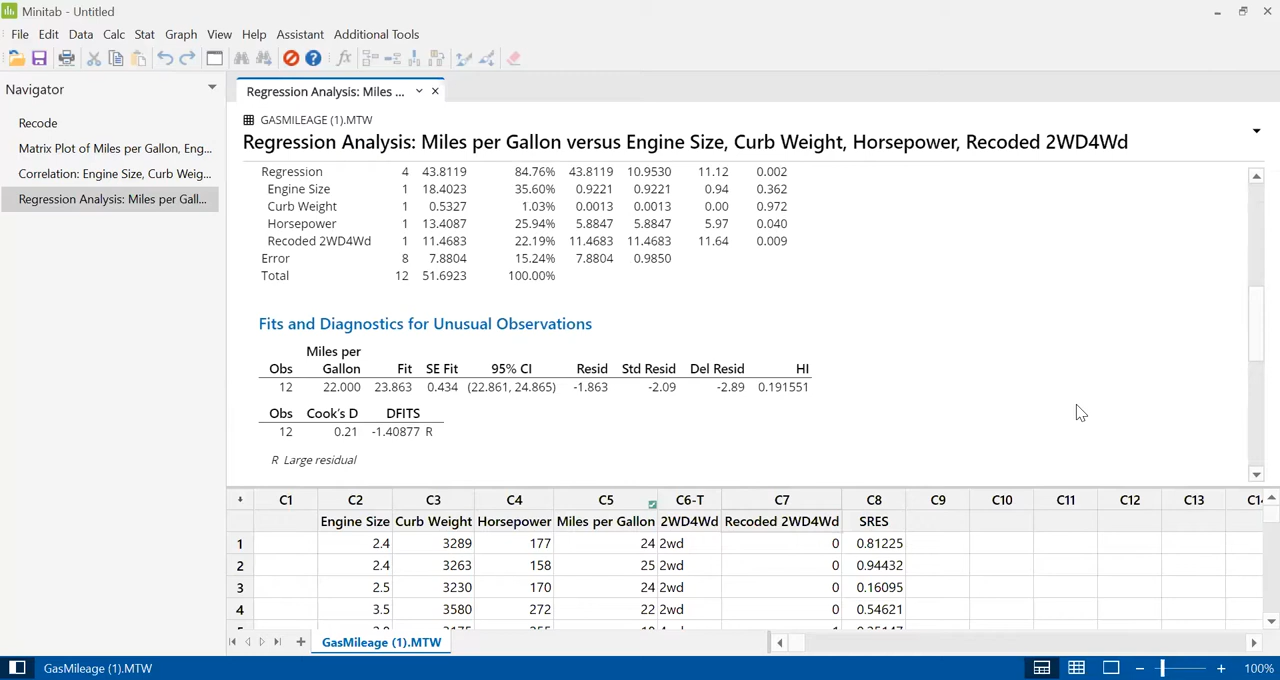 Minitab - Untitled
File Edit Data Calc Stat Graph View Help Assistant Additional Tools
Navigator
Recode
Matrix Plot of Miles per Gallon, Eng...
Correlation: Engine Size, Curb Weig...
Regression Analysis: Miles per Gall...
Regression Analysis: Miles ...
GASMILEAGE (1).MTW
Regression Analysis: Miles per Gallon versus Engine Size, Curb Weight, Horsepower, Recoded 2WD4Wd
Regression 4 43.8119 84.76% 43.8119 10.9530 11.12 0.002
Engine Size 1 18.4023 35.60% 0.9221 0.9221 0.94 0.362
Curb Weight 1 0.5327 1.03% 0.0013 0.0013 0.00 0.972
Horsepower 1 13.4087 25.94% 5.8847 5.8847 5.97 0.040
Recoded 2WD4Wd 1 11.4683 22.19% 11.4683 11.4683 11.64 0.009
Error 8 7.8804 15.24% 7.8804 0.9850
Total 12 51.6923 100.00%
Fits and Diagnostics for Unusual Observations
Miles per
Obs Gallon Fit SE Fit 95% CI Resid Std Resid Del Resid HI
12 22.000 23.863 0.434 (22.861, 24.865) -1.863 -2.09 -2.89 0.191551
Obs Cook's D DFITS
12 0.21 -1.40877 R
R Large residual
C1 C2 C3 C4 C5 C6-T C7 C8 C9 C10 C11 C12 C13 C14
Engine Size Curb Weight Horsepower Miles per Gallon 2WD4Wd Recoded 2WD4Wd SRES
1 2.4 3289 177 24 2wd 0 0.81225
2 2.4 3263 158 25 2wd 0 0.94432
3 2.5 3230 170 24 2wd 0 0.16095
4 3.5 3580 272 22 2wd 0 0.54621
GasMileage (1).MTW
GasMileage (1).MTW
100%